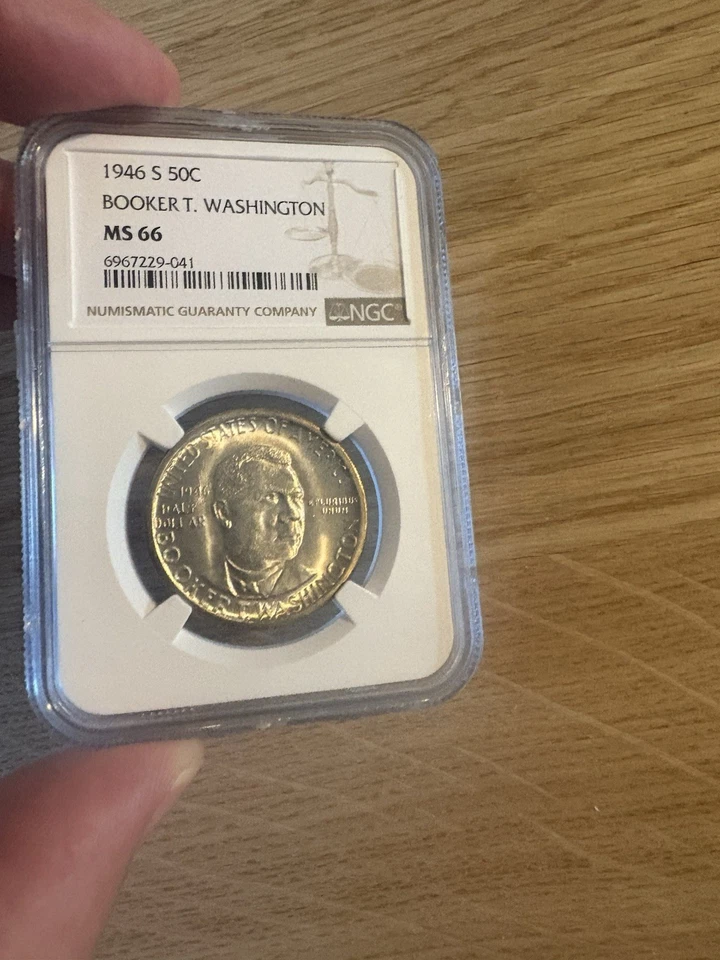 1946 S 50C
BOOKER T. WASHINGTON
MS 66
6967229-041
NUMISMATIC GUARANTY COMPANY NGC
UNITED STATES OF AMERICA
1946
HALF
DOLLAR
E PLURIBUS
UNUM
BOOKER T. WASHINGTON